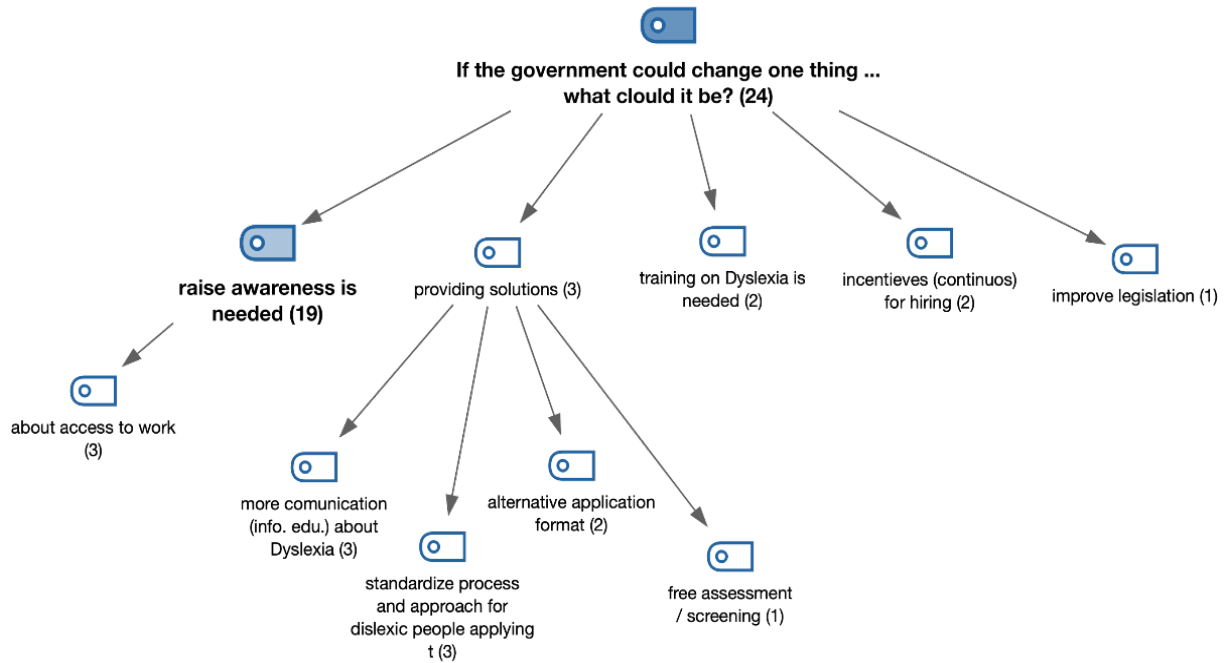 If the government could change one thing ...
what clould it be? (24)
raise awareness is
needed (19)
providing solutions (3)
training on Dyslexia is
needed (2)
incentieves (continuos)
for hiring (2)
improve legislation (1)
about access to work
(3)
more comunication
(info. edu.) about
Dyslexia (3)
standardize process
and approach for
dislexic people applying
t (3)
alternative application
format (2)
free assessment
/ screening (1)